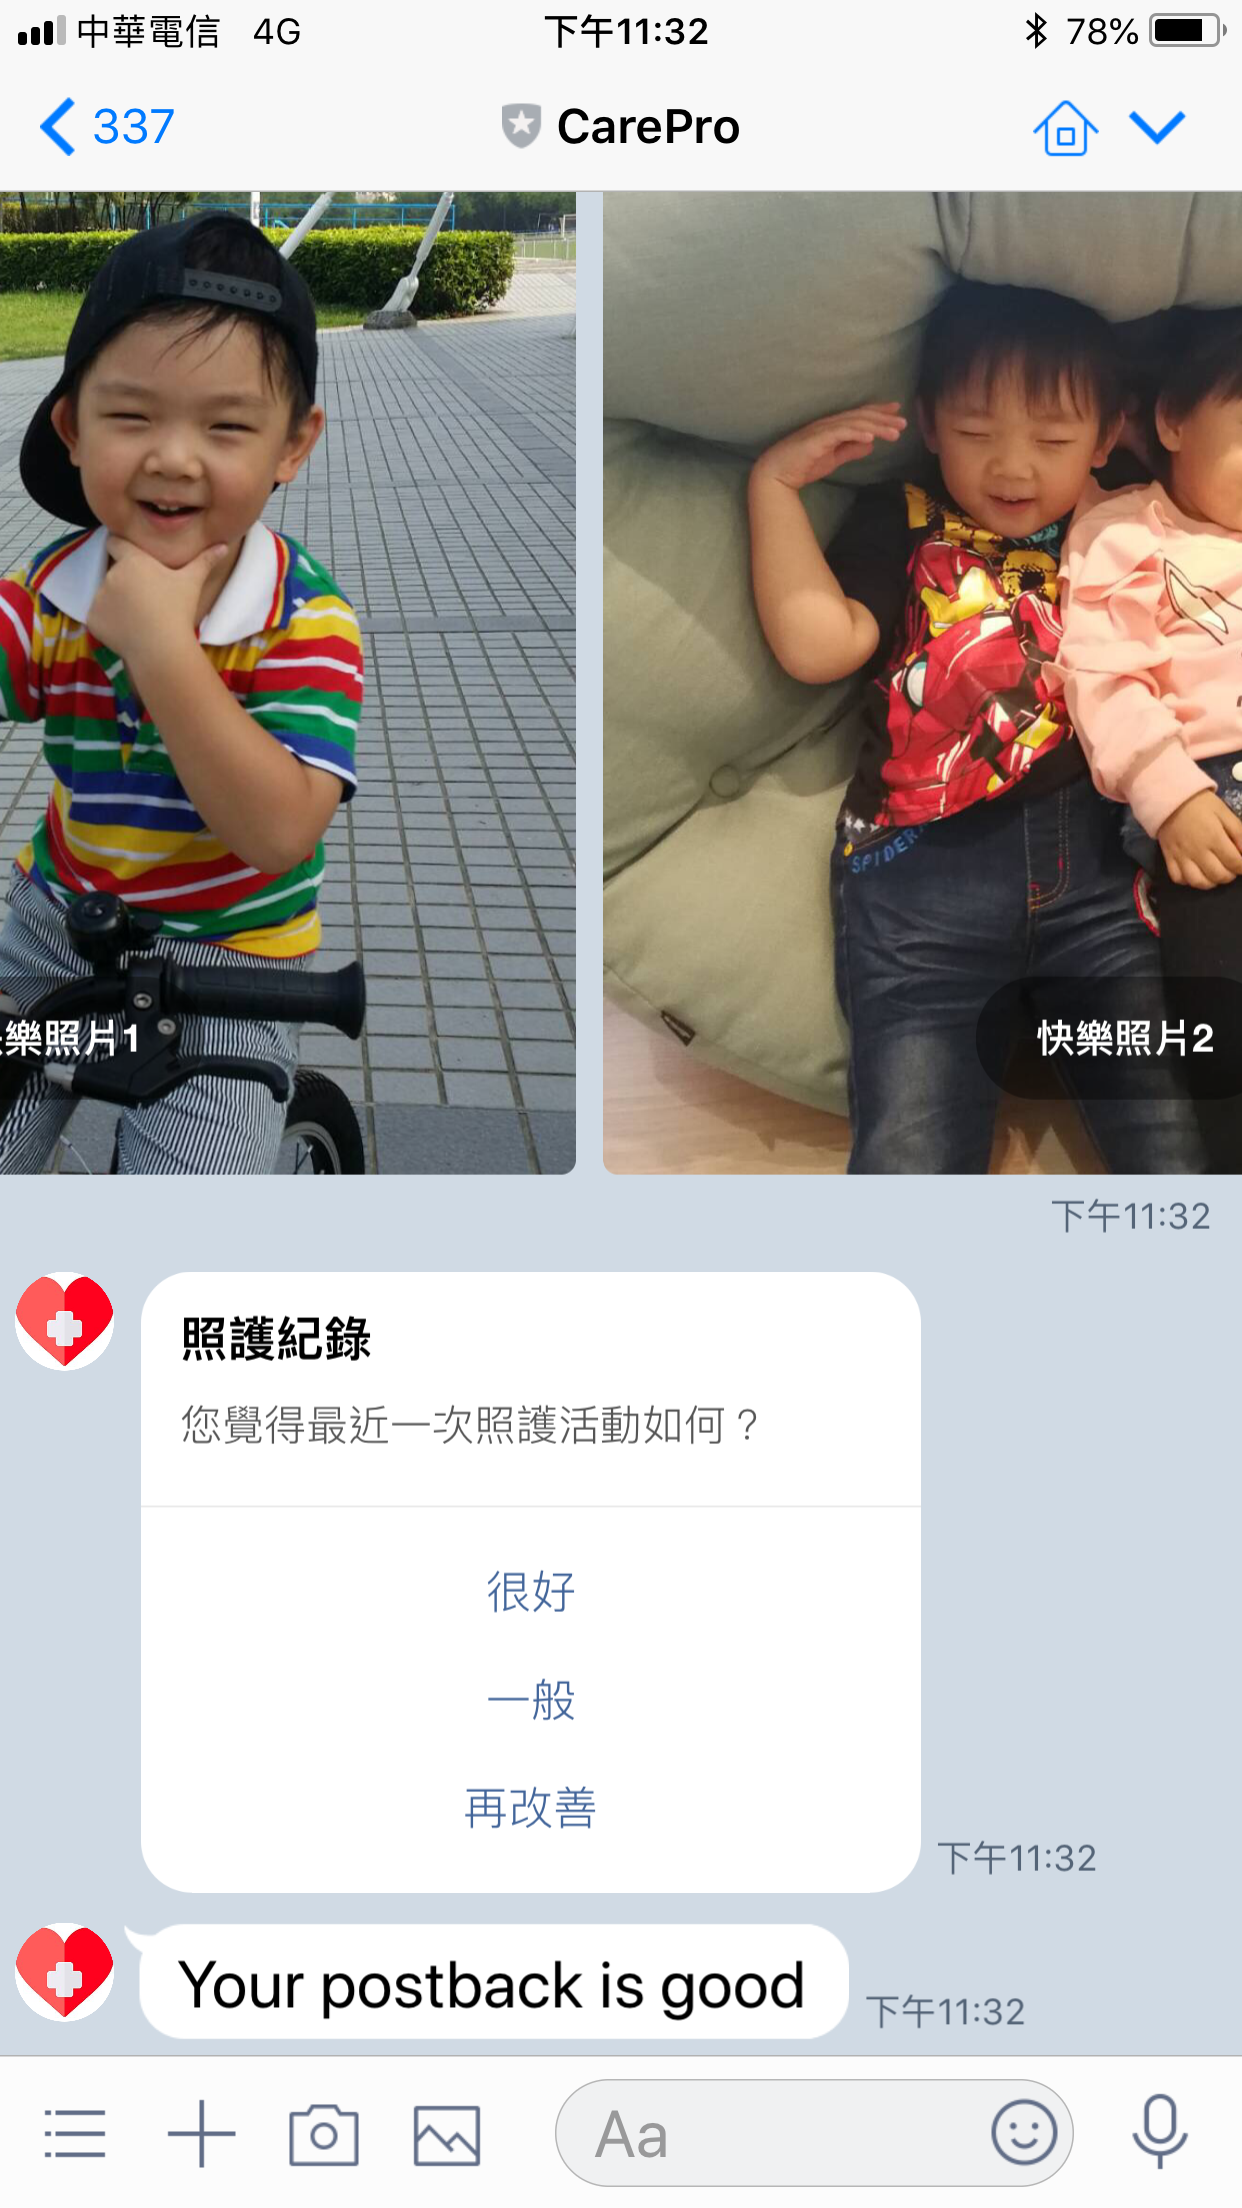 中華電信 4G 下午11:32 78%
337 CarePro
SPIDER
樂照片1
快樂照片2
下午11:32
照護紀錄
您覺得最近一次照護活動如何？
很好
一般
再改善
下午11:32
Your postback is good
下午11:32
Aa